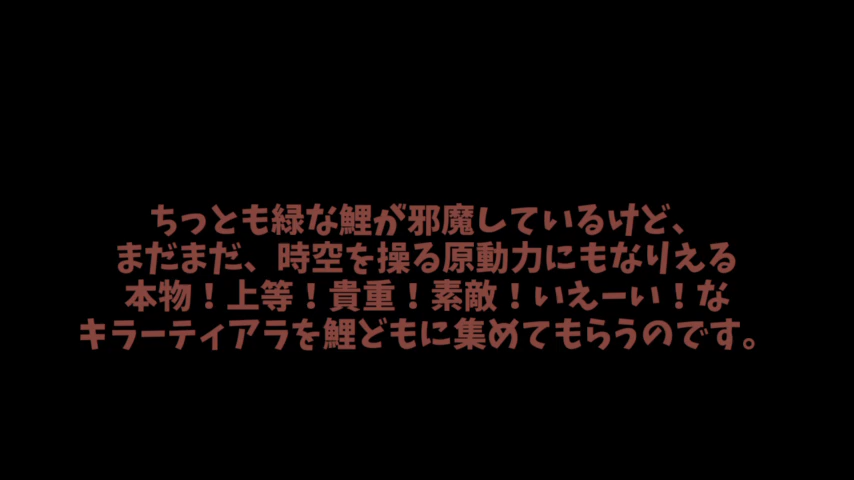 ちっとも緑な鯉が邪魔しているけど、
まだまだ、時空を操る原動力にもなりえる
本物！上等！貴重！素敵！いえーい！な
キラーティアラを鯉どもに集めてもらうのです。